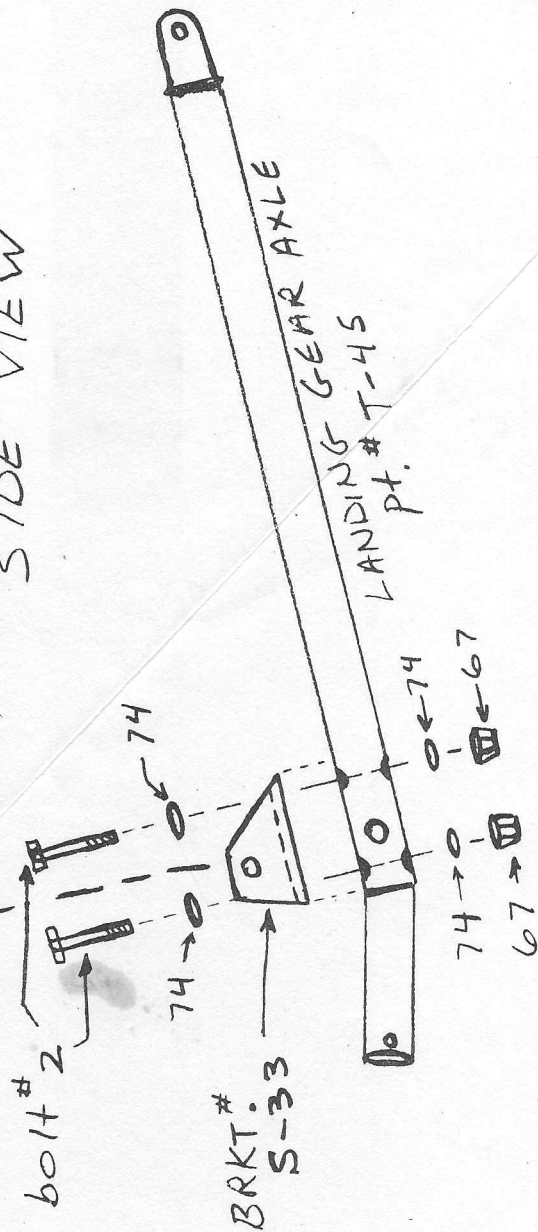 SIDE VIEW
bolt #2
74
74
BRKT. #
S-33
LANDING GEAR AXLE
pt. # T-45
74
67
74
67